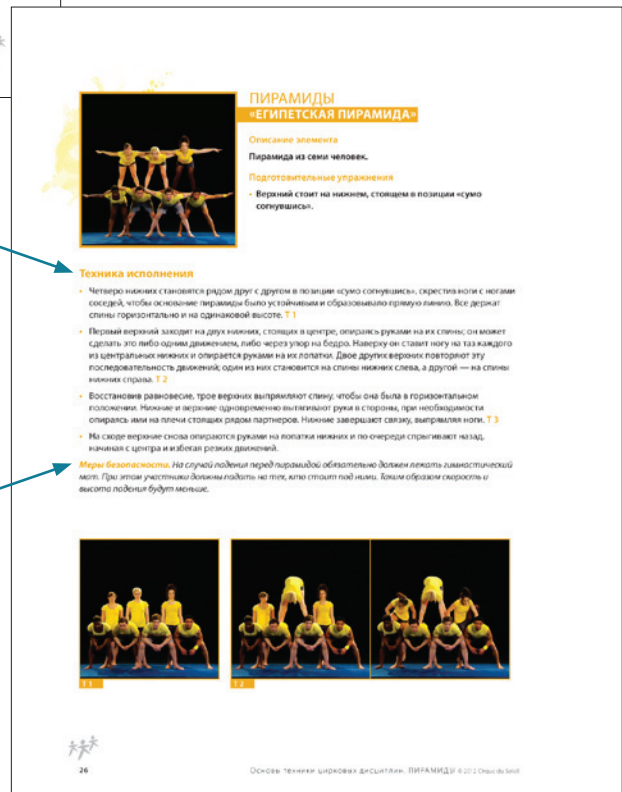 ПИРАМИДЫ
«ЕГИПЕТСКАЯ ПИРАМИДА»
Описание элемента
Пирамида из семи человек.
Подготовительные упражнения
• Верхний стоит на нижнем, стоящем в позиции «сумо
согнувшись».
Техника исполнения
• Четверо нижних становятся рядом друг с другом в позиции «сумо согнувшись», скрестив ноги с ногами
соседей, чтобы основание пирамиды было устойчивым и образовывало прямую линию. Все держат
спины горизонтально и на одинаковой высоте. Т 1
• Первый верхний заходит на двух нижних, стоящих в центре, опираясь руками на их спины; он может
сделать это либо одним движением, либо через упор на бедро. Наверху он ставит ногу на таз каждого
из центральных нижних и опирается руками на их лопатки. Двое других верхних повторяют эту
последовательность движений; один из них становится на спины нижних слева, а другой — на спины
нижних справа. Т 2
• Восстановив равновесие, трое верхних выпрямляют спину, чтобы она была в горизонтальном
положении. Нижние и верхние одновременно вытягивают руки в стороны, при необходимости
опираясь ими на плечи стоящих рядом партнеров. Нижние завершают связку, выпрямляя ноги. Т 3
• На сходе верхние снова опираются руками на лопатки нижних и по очереди спрыгивают назад,
начиная с центра и избегая резких движений.
Меры безопасности. На случай падения перед пирамидой обязательно должен лежать гимнастический
мат. При этом участники должны падать на тех, кто стоит под ними. Таким образом скорость и
высота падения будут меньше.
Т 1
Т 2
26
Основы техники цирковых дисциплин. ПИРАМИДЫ © 2012 Cirque du Soleil